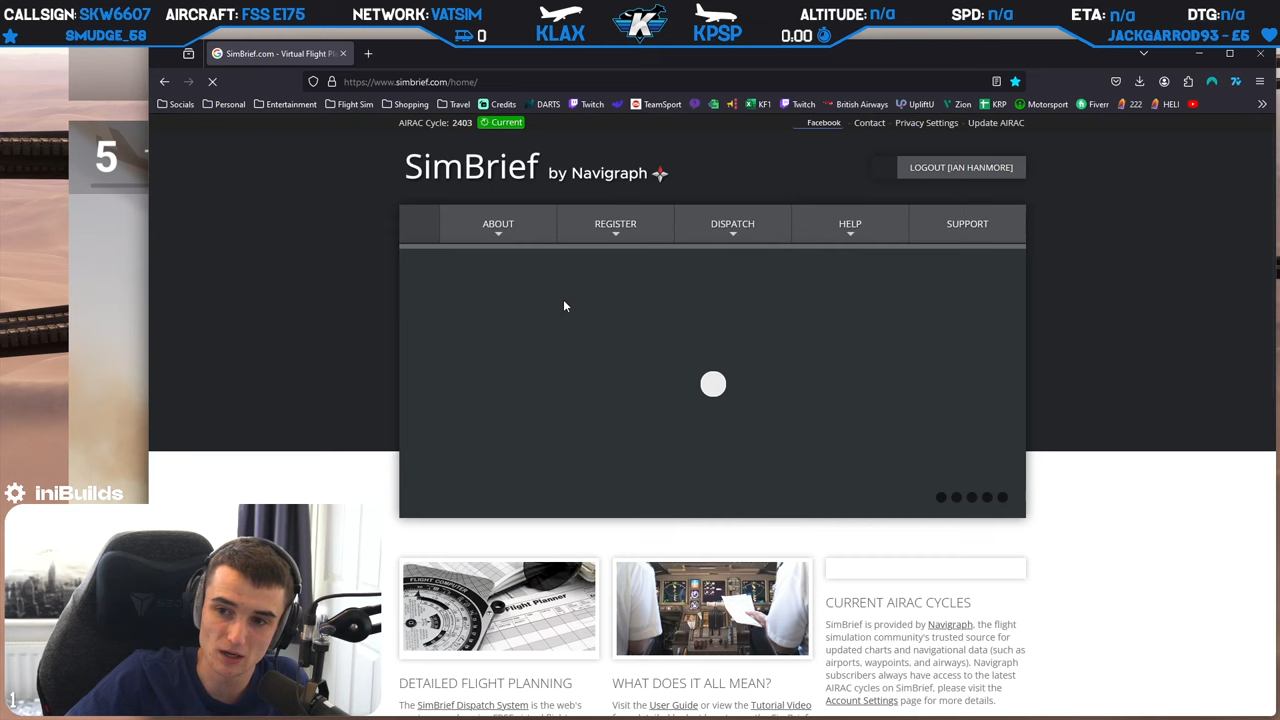 CALLSIGN: SKW6607
AIRCRAFT: FSS E175
NETWORK: VATSIM
KLAX
KPSP
ALTITUDE: n/a
SPD: n/a
ETA: n/a
DTG:n/a
SMUDGE_58
0
0.00
JACKGARROD93 - £5
SimBrief.com - Virtual Flight Pl
https://www.simbrief.com/home/
Socials
Personal
Entertainment
Flight Sim
Shopping
Travel
Credits
DARTS
Twitch
TeamSport
KF1
Twitch
British Airways
UpliftU
Zion
KRP
Motorsport
Fiverr
222
HELI
AIRAC Cycle: 2403 Current
Facebook
Contact
Privacy Settings
Update AIRAC
5
SimBrief by Navigraph
LOGOUT [IAN HANMORE]
ABOUT
REGISTER
DISPATCH
HELP
SUPPORT
iniBuilds
Flight Planner
FLIGHT COMPUTER
DETAILED FLIGHT PLANNING
The SimBrief Dispatch System is the web's
WHAT DOES IT ALL MEAN?
Visit the User Guide or view the Tutorial Video
CURRENT AIRAC CYCLES
SimBrief is provided by Navigraph, the flight
simulation community's trusted source for
updated charts and navigational data (such as
airports, waypoints, and airways). Navigraph
subscribers always have access to the latest
AIRAC cycles on SimBrief, please visit the
Account Settings page for more details.
1